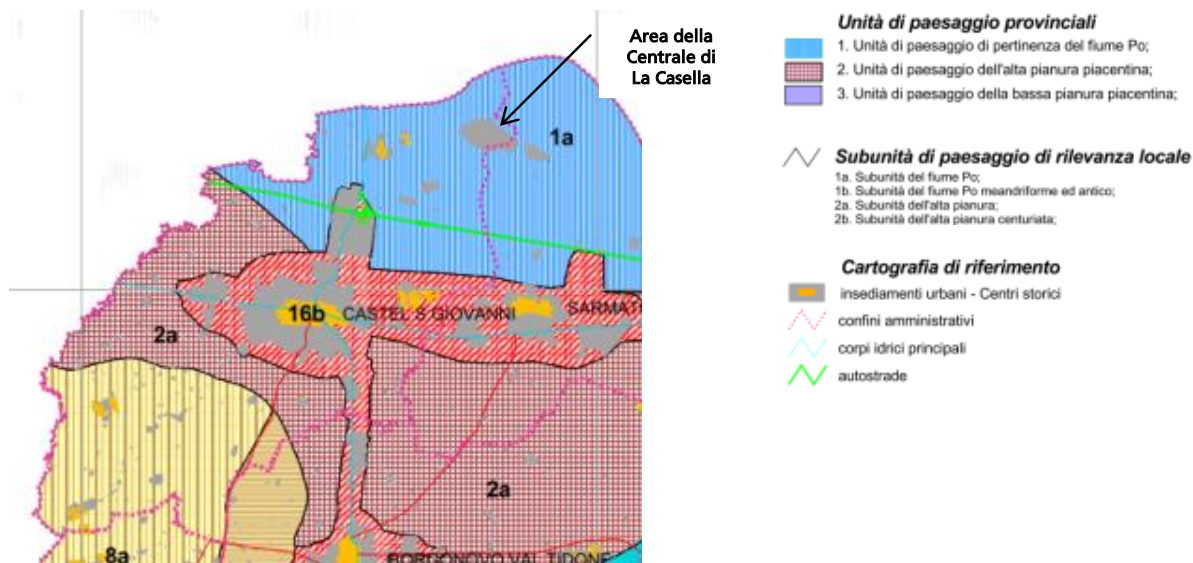 Area della
Centrale di
La Casella
1a
16b
CASTEL S GIOVANNI
SARMAT
2a
2a
8a
BORGONOVO VAL TIDONE
Unità di paesaggio provinciali
1. Unità di paesaggio di pertinenza del fiume Po;
2. Unità di paesaggio dell'alta pianura piacentina;
3. Unità di paesaggio della bassa pianura piacentina;
Subunità di paesaggio di rilevanza locale
1a. Subunità del fiume Po;
1b. Subunità del fiume Po meandriforme ed antico;
2a. Subunità dell'alta pianura;
2b. Subunità dell'alta pianura centuriata;
Cartografia di riferimento
insediamenti urbani - Centri storici
confini amministrativi
corpi idrici principali
autostrade